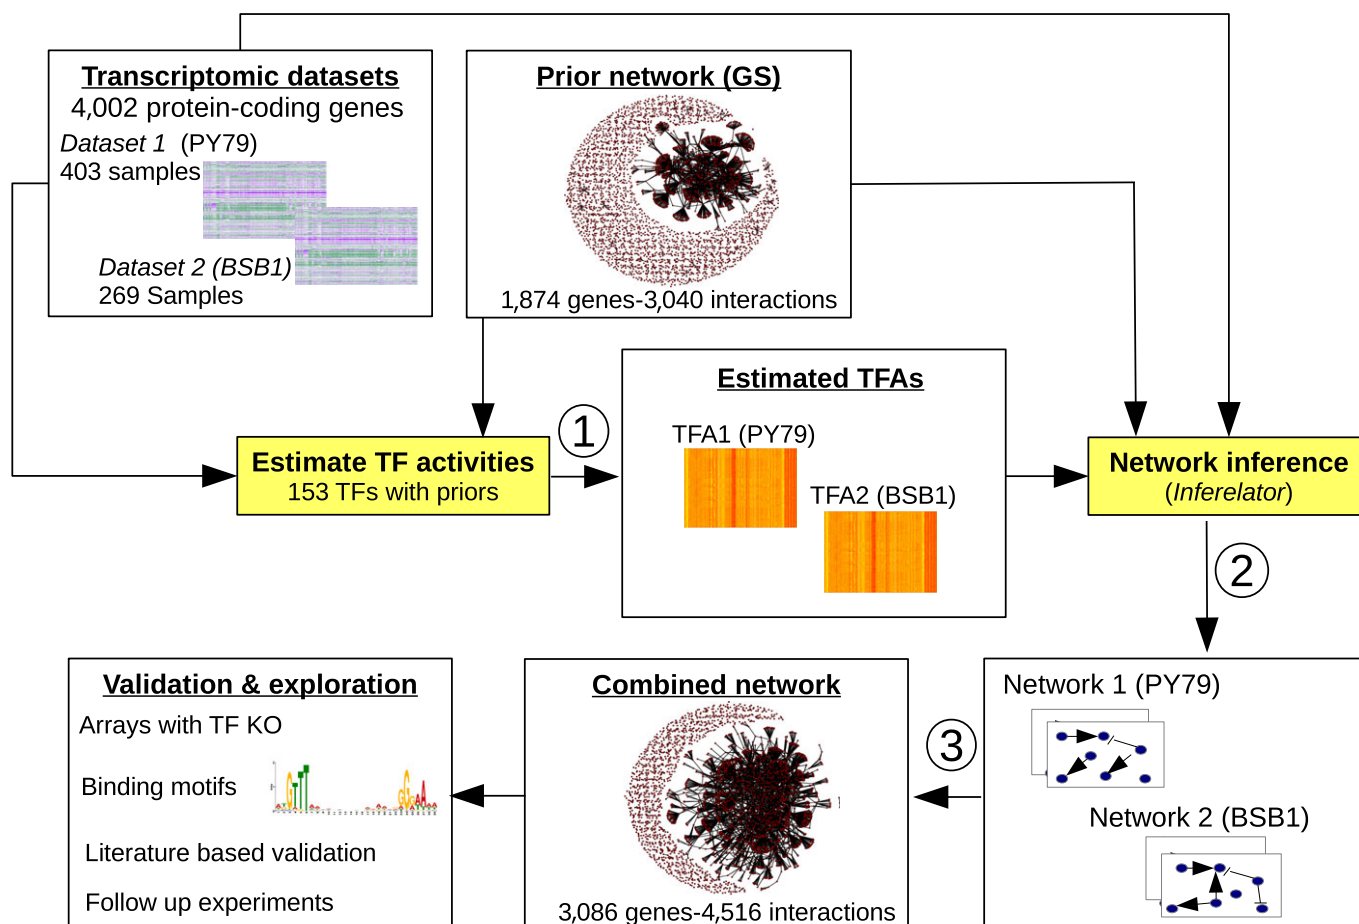 Transcriptomic datasets
4,002 protein-coding genes
Dataset 1 (PY79)
403 samples
Dataset 2 (BSB1)
269 Samples
Prior network (GS)
1,874 genes-3,040 interactions
Estimate TF activities
153 TFs with priors
1
Estimated TFAs
TFA1 (PY79)
TFA2 (BSB1)
Network inference
(Inferelator)
2
Network 1 (PY79)
Network 2 (BSB1)
3
Combined network
3,086 genes-4,516 interactions
Validation & exploration
Arrays with TF KO
Binding motifs
Literature based validation
Follow up experiments